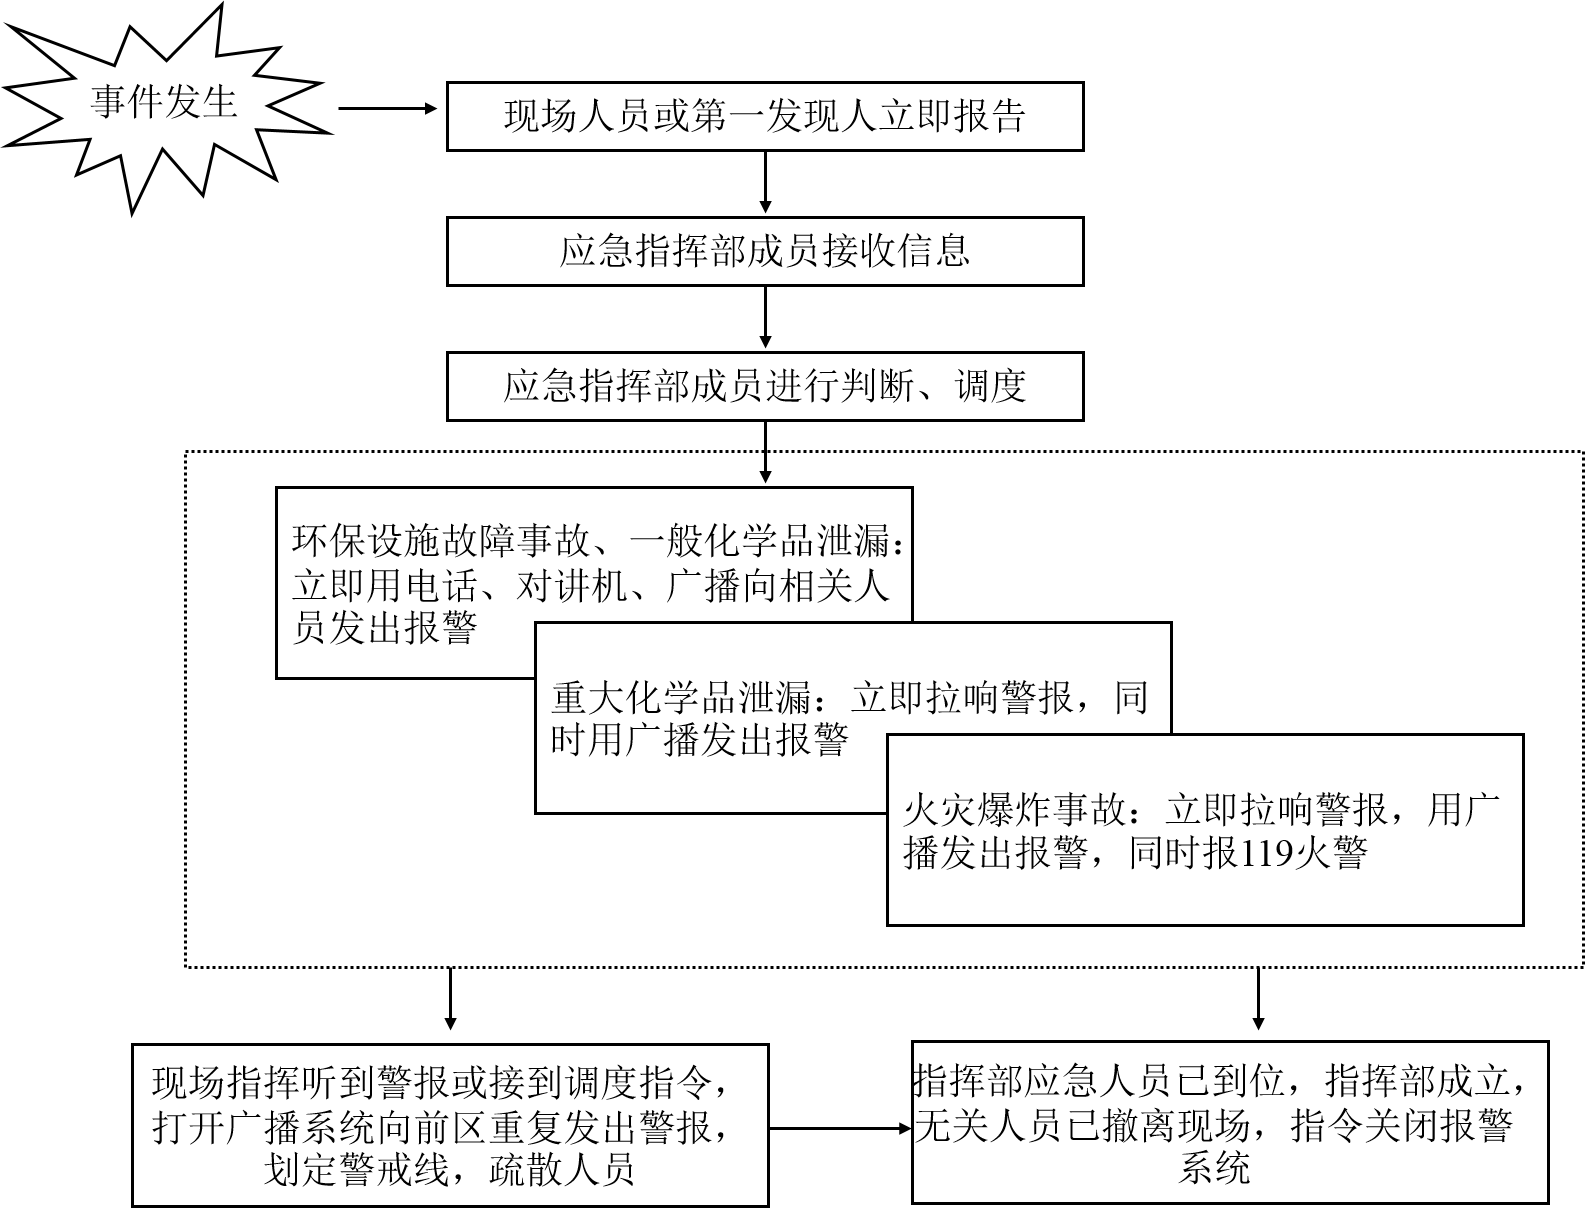 事件发生
现场人员或第一发现人立即报告
应急指挥部成员接收信息
应急指挥部成员进行判断、调度
环保设施故障事故、一般化学品泄漏：
立即用电话、对讲机、广播向相关人
员发出报警
重大化学品泄漏：立即拉响警报，同
时用广播发出报警
火灾爆炸事故：立即拉响警报，用广
播发出报警，同时报119火警
现场指挥听到警报或接到调度指令，
打开广播系统向前区重复发出警报，
划定警戒线，疏散人员
指挥部应急人员已到位，指挥部成立，
无关人员已撤离现场，指令关闭报警
系统